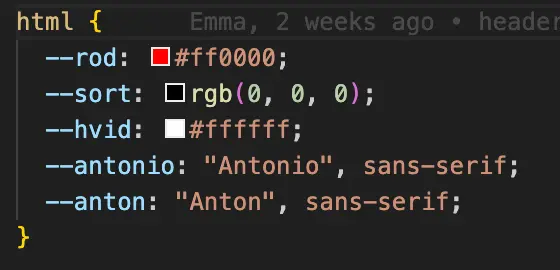 html {      Emma, 2 weeks ago • header
--rod: #ff0000;
--sort: rgb(0, 0, 0);
--hvid: #ffffff;
--antonio: "Antonio", sans-serif;
--anton: "Anton", sans-serif;
}